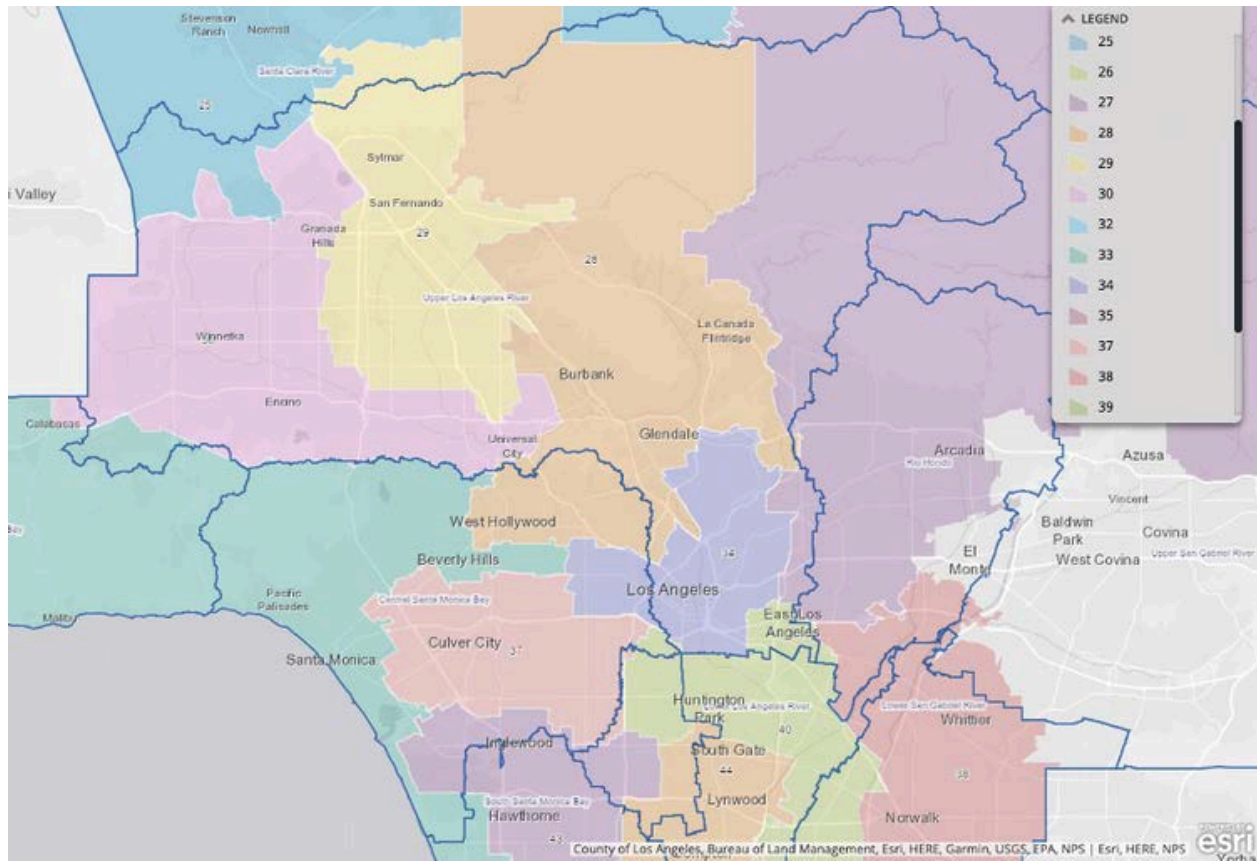 LEGEND
25
26
27
28
29
30
32
33
34
35
37
38
39
Stevenson
Ranch
Newhall
Santa Clara River
25
Sylmar
i Valley
San Fernando
Granada
Hills
29
28
Upper Los Angeles River
La Canada
Flintridge
Winnetka
Burbank
Encino
Calabasas
Universal
City
Glendale
Arcadia
Rio Hondo
Azusa
Vincent
West Hollywood
Baldwin
Park
Covina
Bay
El
Monte
West Covina
Upper San Gabriel River
Beverly Hills
34
Los Angeles
Pacific
Palisades
Central Santa Monica Bay
Malibu
East Los
Angeles
Culver City
37
Santa Monica
Huntington
Park
Lower Los Angeles River
Lower San Gabriel River
Whittier
40
Inglewood
South Gate
44
38
South Santa Monica Bay
Lynwood
Hawthorne
Norwalk
43
Compton
County of Los Angeles, Bureau of Land Management, Esri, HERE, Garmin, USGS, EPA, NPS | Esri, HERE, NPS
esri